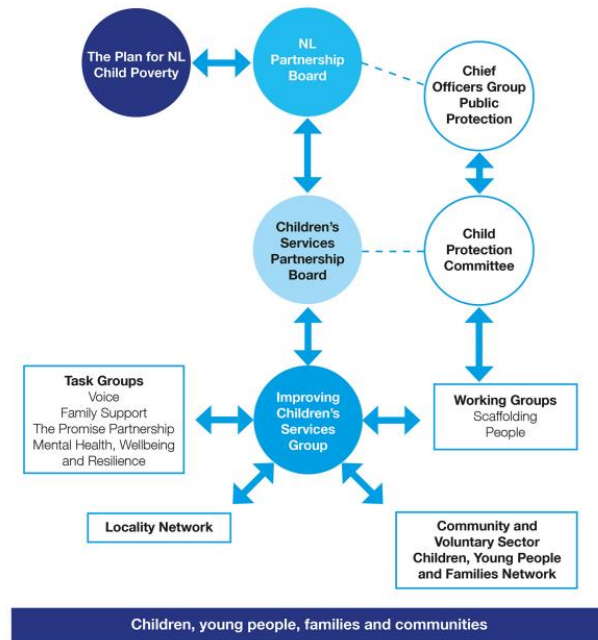 The Plan for NL
Child Poverty
NL
Partnership
Board
Chief
Officers Group
Public
Protection
Children’s
Services
Partnership
Board
Child
Protection
Committee
Task Groups
Voice
Family Support
The Promise Partnership
Mental Health, Wellbeing
and Resilience
Improving
Children’s
Services
Group
Working Groups
Scaffolding
People
Locality Network
Community and
Voluntary Sector
Children, Young People
and Families Network
Children, young people, families and communities